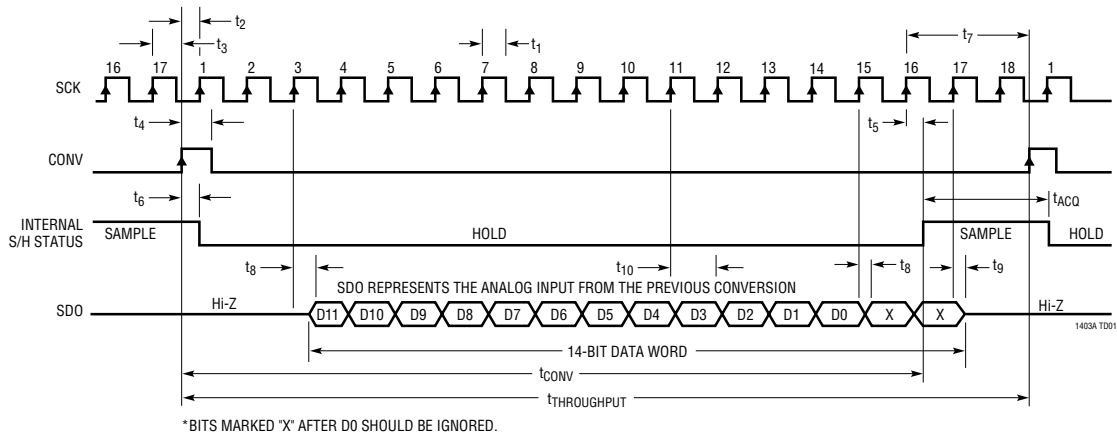 t2
t3
t1
t7
16 17 1 2 3 4 5 6 7 8 9 10 11 12 13 14 15 16 17 18 1
SCK
t4
t5
CONV
t6
tACQ
INTERNAL
S/H STATUS
SAMPLE HOLD SAMPLE HOLD
t8 t10 t8 t9
SDO REPRESENTS THE ANALOG INPUT FROM THE PREVIOUS CONVERSION
SDO Hi-Z D11 D10 D9 D8 D7 D6 D5 D4 D3 D2 D1 D0 X X Hi-Z
1403A TD01
14-BIT DATA WORD
tCONV
tTHROUGHPUT
*BITS MARKED "X" AFTER D0 SHOULD BE IGNORED.